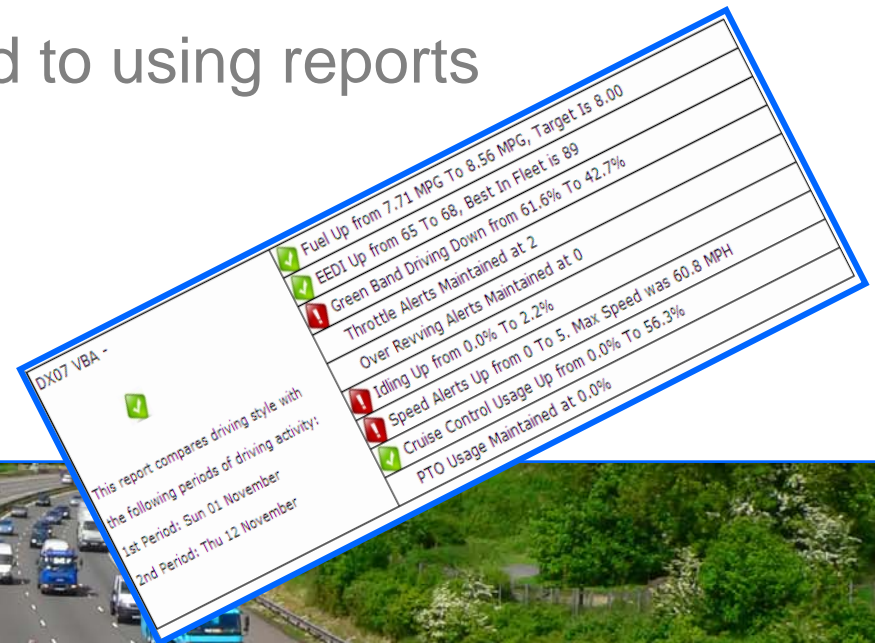 d to using reports
DX07 VBA -
This report compares driving style with
the following periods of driving activity:
1st Period: Sun 01 November
2nd Period: Thu 12 November
Fuel Up from 7.71 MPG To 8.56 MPG, Target Is 8.00
EEDI Up from 65 To 68, Best In Fleet is 89
Green Band Driving Down from 61.6% To 42.7%
Throttle Alerts Maintained at 2
Over Revving Alerts Maintained at 0
Idling Up from 0.0% To 2.2%
Speed Alerts Up from 0 To 5. Max Speed was 60.8 MPH
Cruise Control Usage Up from 0.0% To 56.3%
PTO Usage Maintained at 0.0%